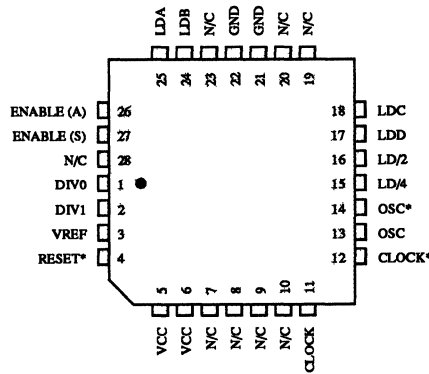 LDA LDB N/C GND GND N/C N/C
25 24 23 22 21 20 19
ENABLE (A) 26 18 LDC
ENABLE (S) 27 17 LDD
N/C 28 16 LD/2
DIV0 1 15 LD/4
DIV1 2 14 OSC*
VREF 3 13 OSC
RESET* 4 12 CLOCK*
5 6 7 8 9 10 11
VCC VCC N/C N/C N/C N/C CLOCK